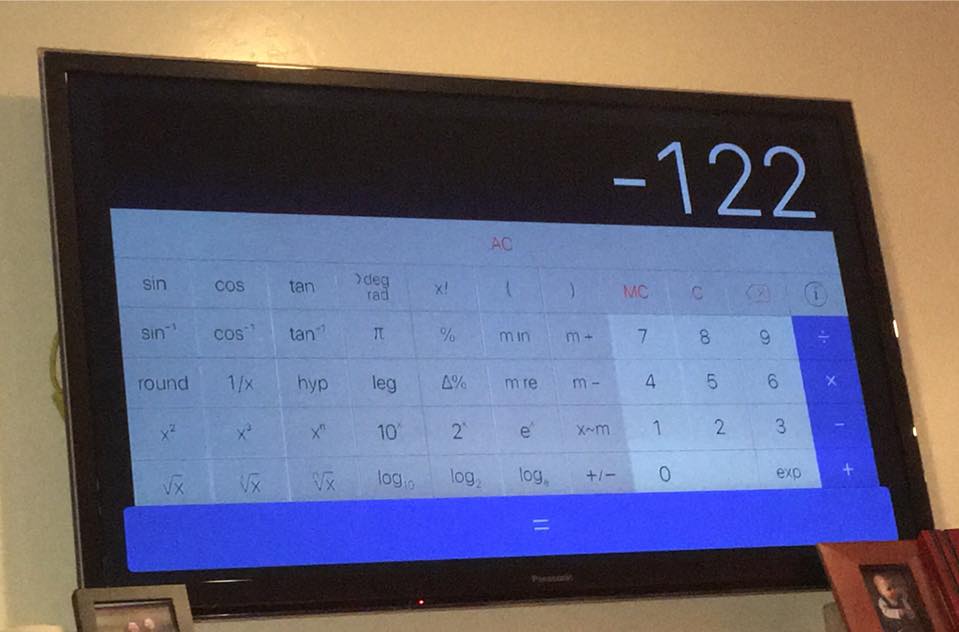 -122
AC
sin cos tan >deg rad x! ( ) MC C ⌫ i
sin⁻¹ cos⁻¹ tan⁻¹ π % m in m + 7 8 9 ÷
round 1/x hyp leg Δ% m re m – 4 5 6 ×
x² x³ xⁿ 10ˣ 2ˣ eˣ x~m 1 2 3 −
√x ∛x ⁿ√x log₁₀ log₂ logₑ +/− 0 exp +
=
Panasonic